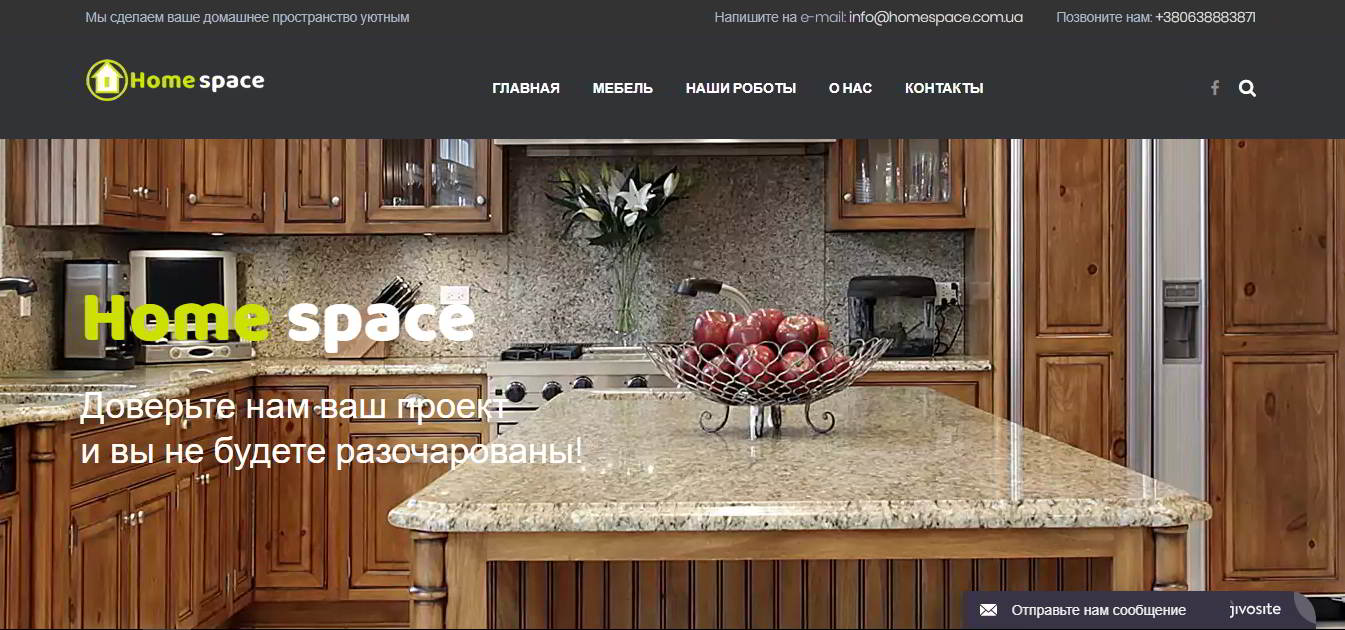 Мы сделаем ваше домашнее пространство уютным
Напишите на e-mail: info@homespace.com.ua
Позвоните нам: +380638883871
Home space
ГЛАВНАЯ
МЕБЕЛЬ
НАШИ РОБОТЫ
О НАС
КОНТАКТЫ
Home space
Доверьте нам ваш проект
и вы не будете разочарованы!
Отправьте нам сообщение
jivosite